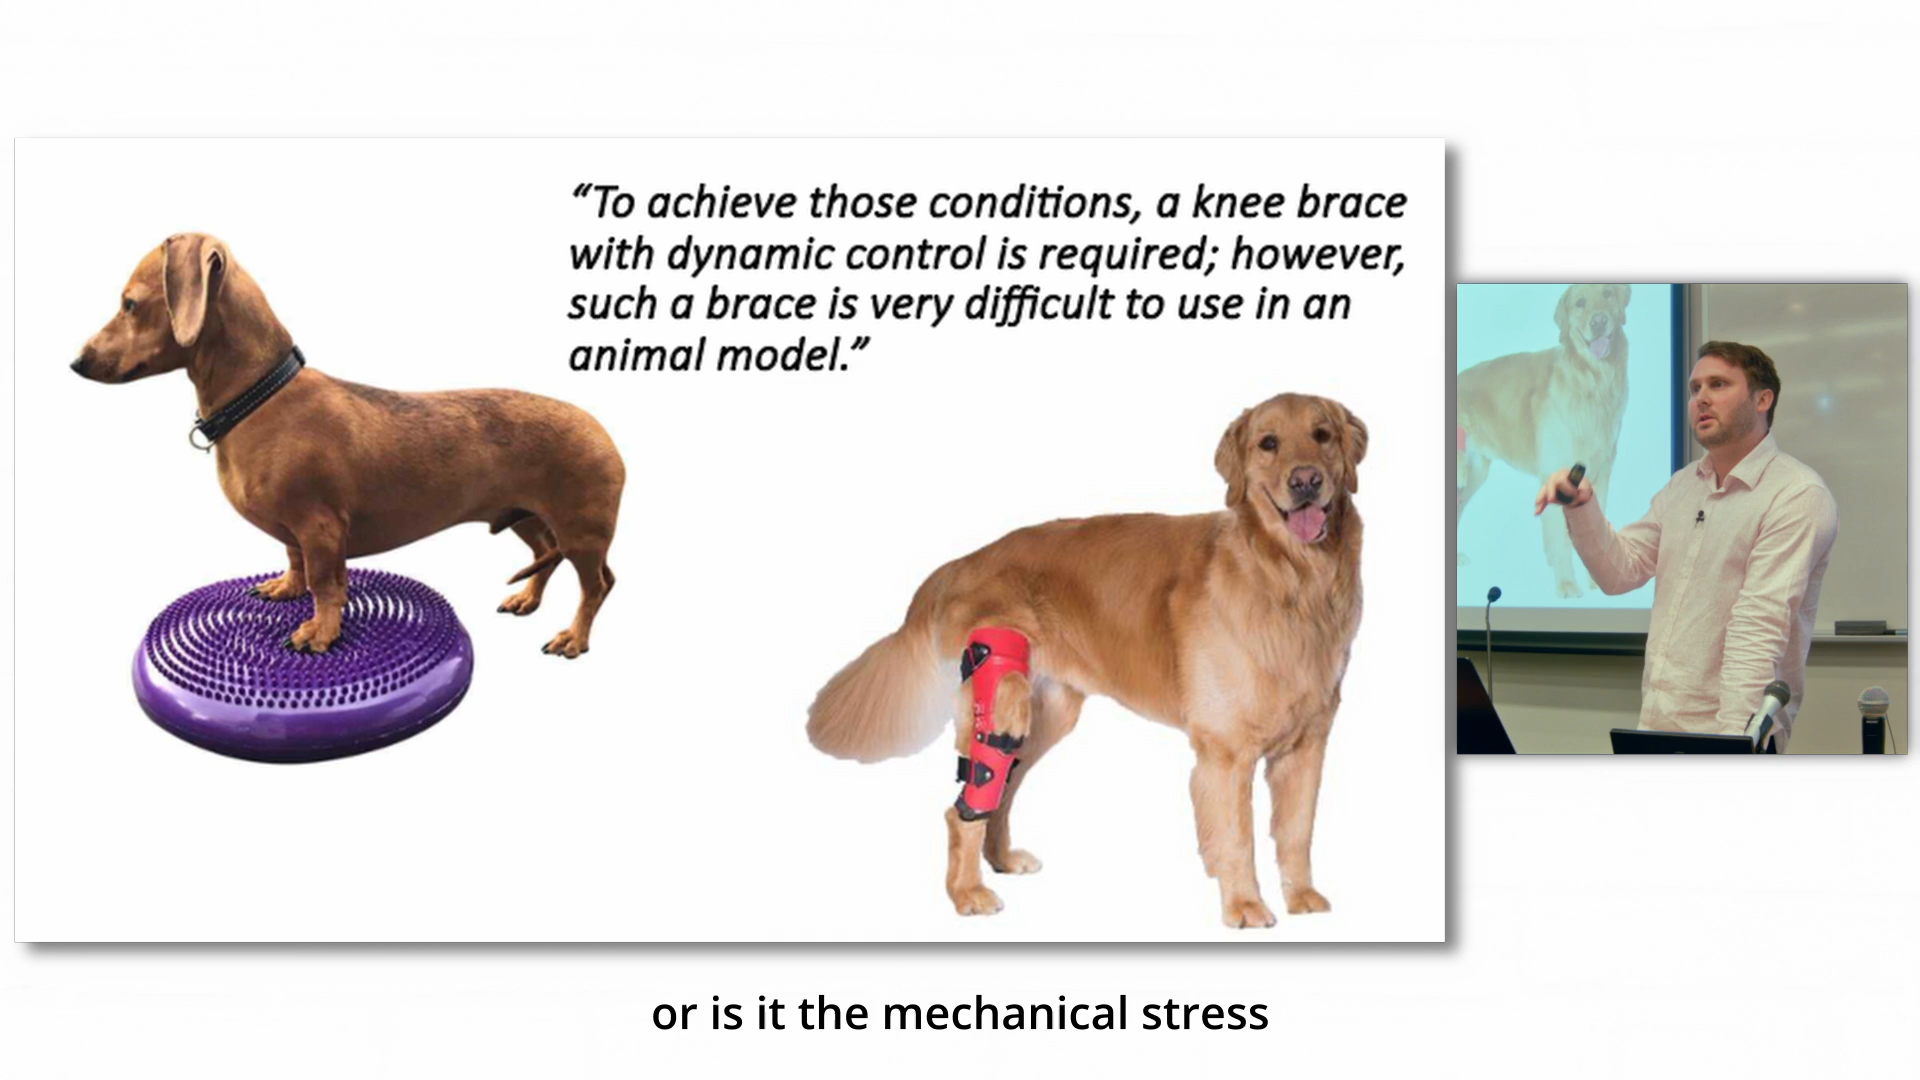 “To achieve those conditions, a knee brace
with dynamic control is required; however,
such a brace is very difficult to use in an
animal model.”
or is it the mechanical stress